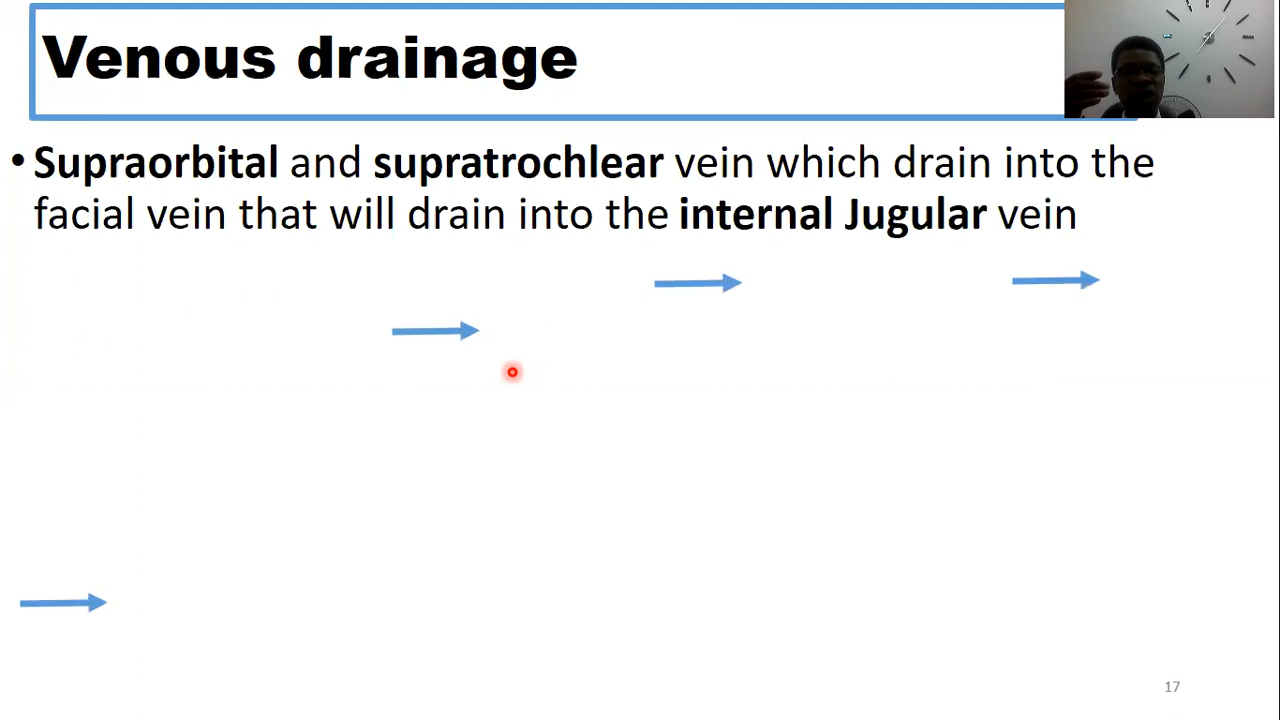 Venous drainage
• Supraorbital and supratrochlear vein which drain into the
facial vein that will drain into the internal Jugular vein
17